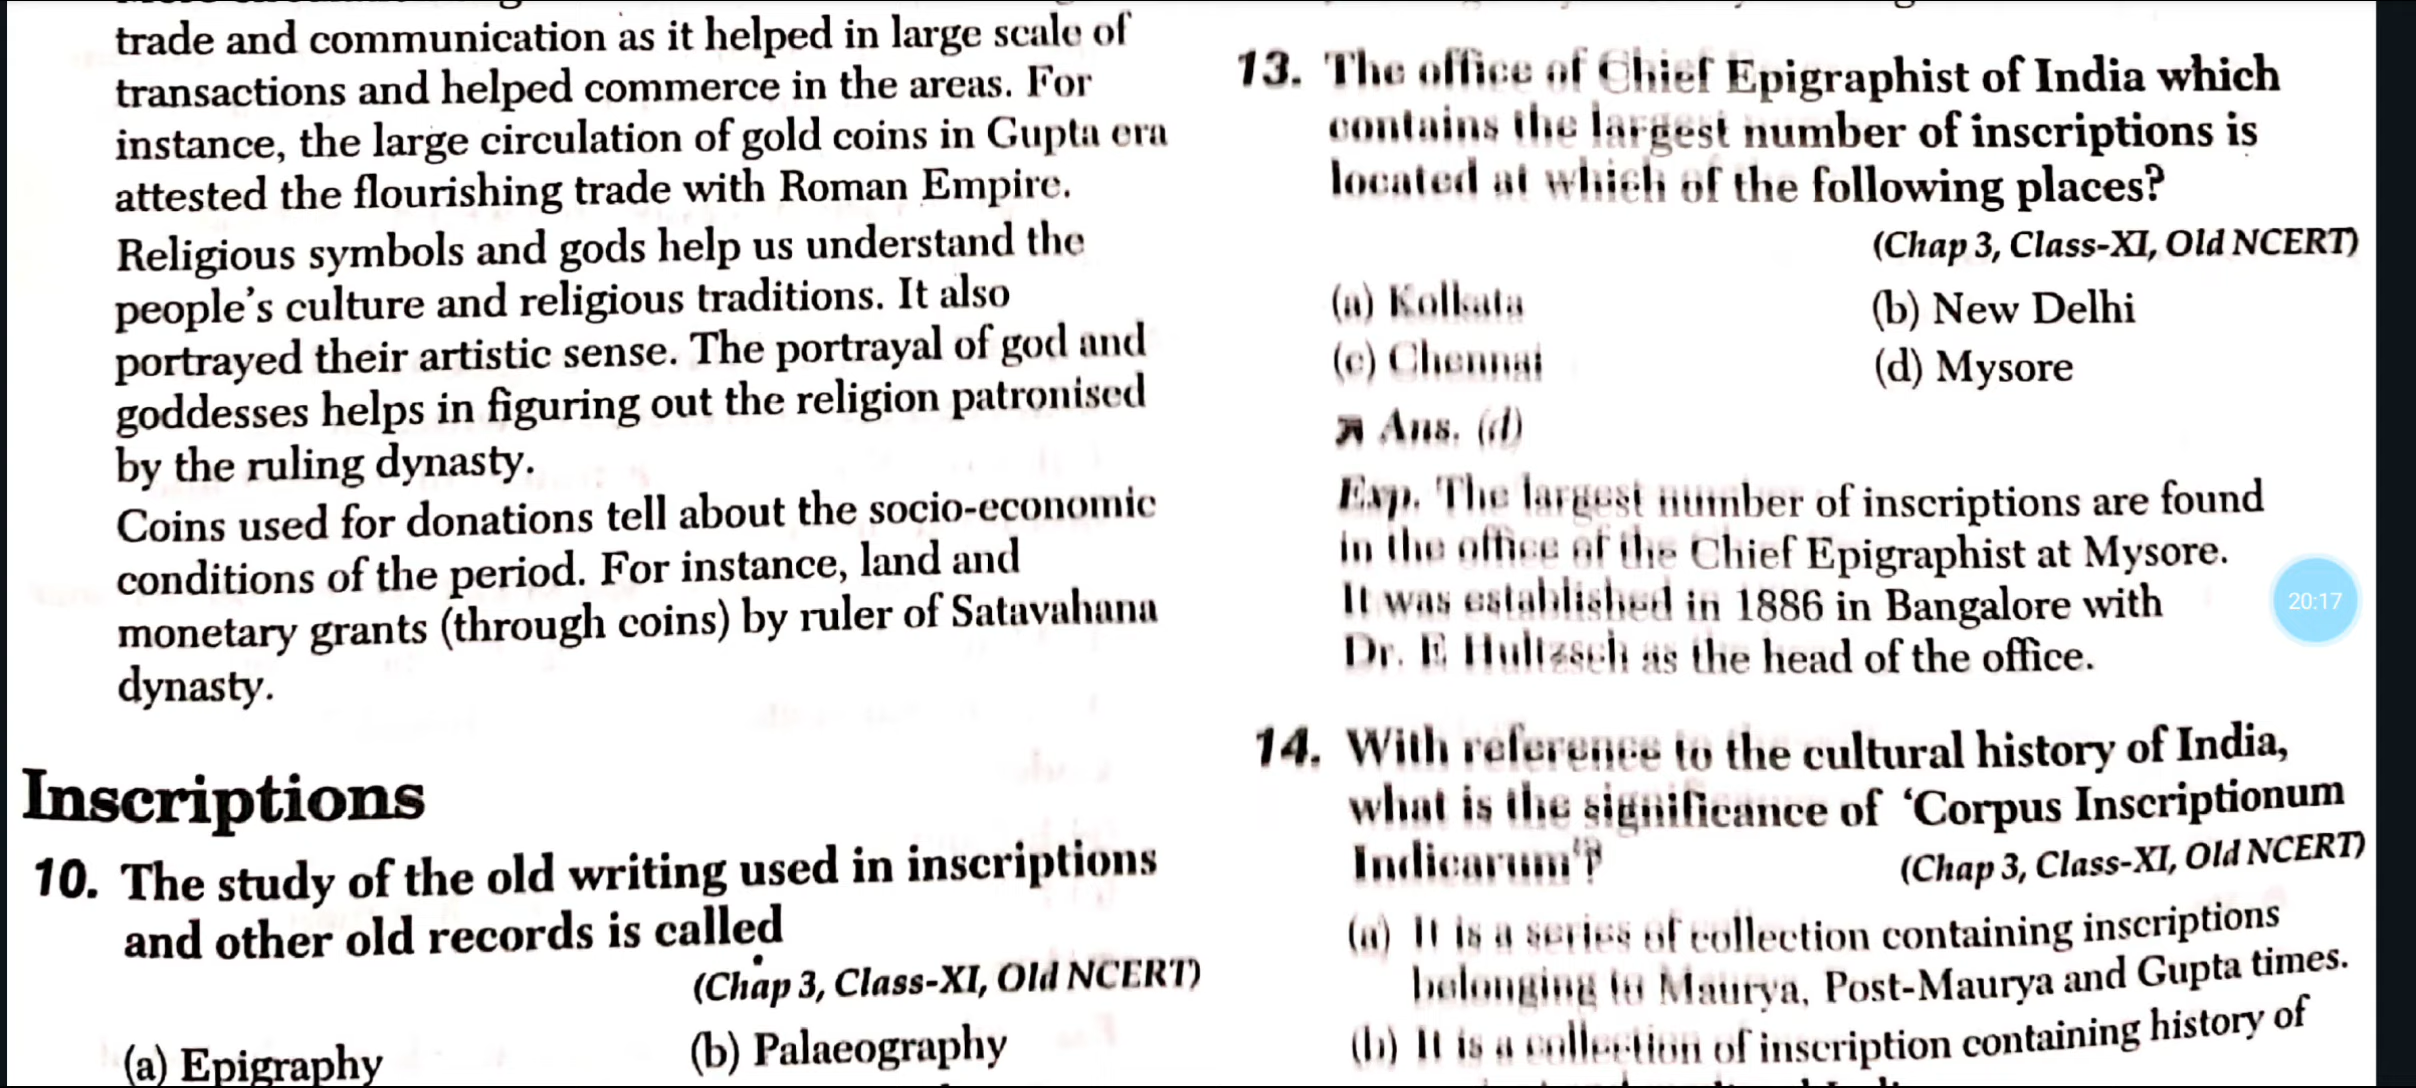 trade and communication as it helped in large scale of
transactions and helped commerce in the areas. For
instance, the large circulation of gold coins in Gupta era
attested the flourishing trade with Roman Empire.
Religious symbols and gods help us understand the
people's culture and religious traditions. It also
portrayed their artistic sense. The portrayal of god and
goddesses helps in figuring out the religion patronised
by the ruling dynasty.
Coins used for donations tell about the socio-economic
conditions of the period. For instance, land and
monetary grants (through coins) by ruler of Satavahana
dynasty.
Inscriptions
10. The study of the old writing used in inscriptions
and other old records is called
(Chap 3, Class-XI, Old NCERT)
(a) Epigraphy
(b) Palaeography
13. The office of Chief Epigraphist of India which
contains the largest number of inscriptions is
located at which of the following places?
(Chap 3, Class-XI, Old NCERT)
(a) Kolkata
(b) New Delhi
(c) Chennai
(d) Mysore
Ans. (d)
Exp. The largest number of inscriptions are found
in the office of the Chief Epigraphist at Mysore.
It was established in 1886 in Bangalore with
Dr. E Hultzsch as the head of the office.
20:17
14. With reference to the cultural history of India,
what is the significance of 'Corpus Inscriptionum
Indicarum'?
(Chap 3, Class-XI, Old NCERT)
(a) It is a series of collection containing inscriptions
belonging to Maurya, Post-Maurya and Gupta times.
(b) It is a collection of inscription containing history of